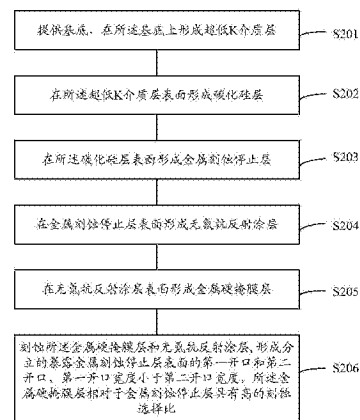 提供基底，在所述基底上形成超低K介质层
S201
在所述超低K介质层表面形成碳化硅层
S202
在所述碳化硅层表面形成金属刻蚀停止层
S203
在金属刻蚀停止层表面形成无氮抗反射涂层
S204
在无氮抗反射涂层表面形成金属硬掩膜层
S205
刻蚀所述金属硬掩膜层和无氮抗反射涂层,形成分
立的暴露金属刻蚀停止层表面的第一开口和第二
开口、第一开口宽度小于第二开口宽度，所述金
属硬掩膜层相对于金属刻蚀停止层具有高的刻蚀
选择比
S206